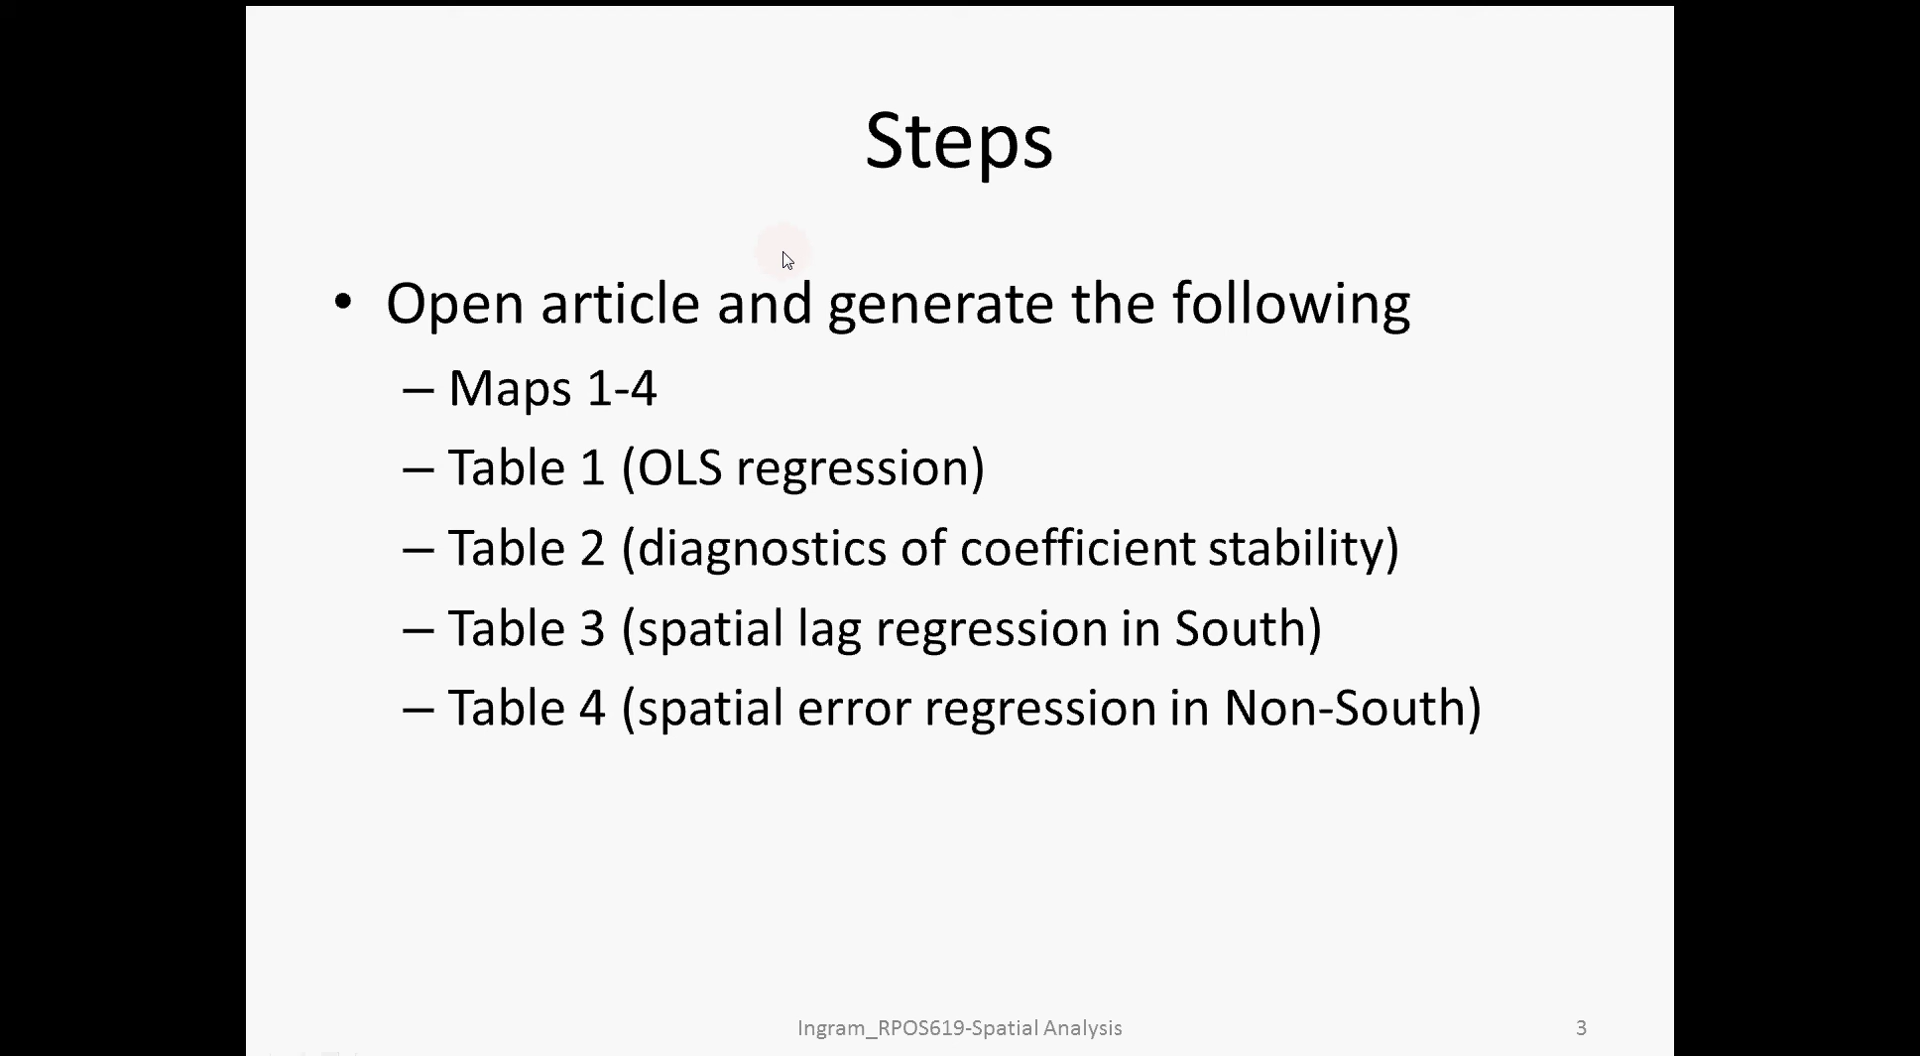 Steps
• Open article and generate the following
– Maps 1-4
– Table 1 (OLS regression)
– Table 2 (diagnostics of coefficient stability)
– Table 3 (spatial lag regression in South)
– Table 4 (spatial error regression in Non-South)
Ingram_RPOS619-Spatial Analysis
3